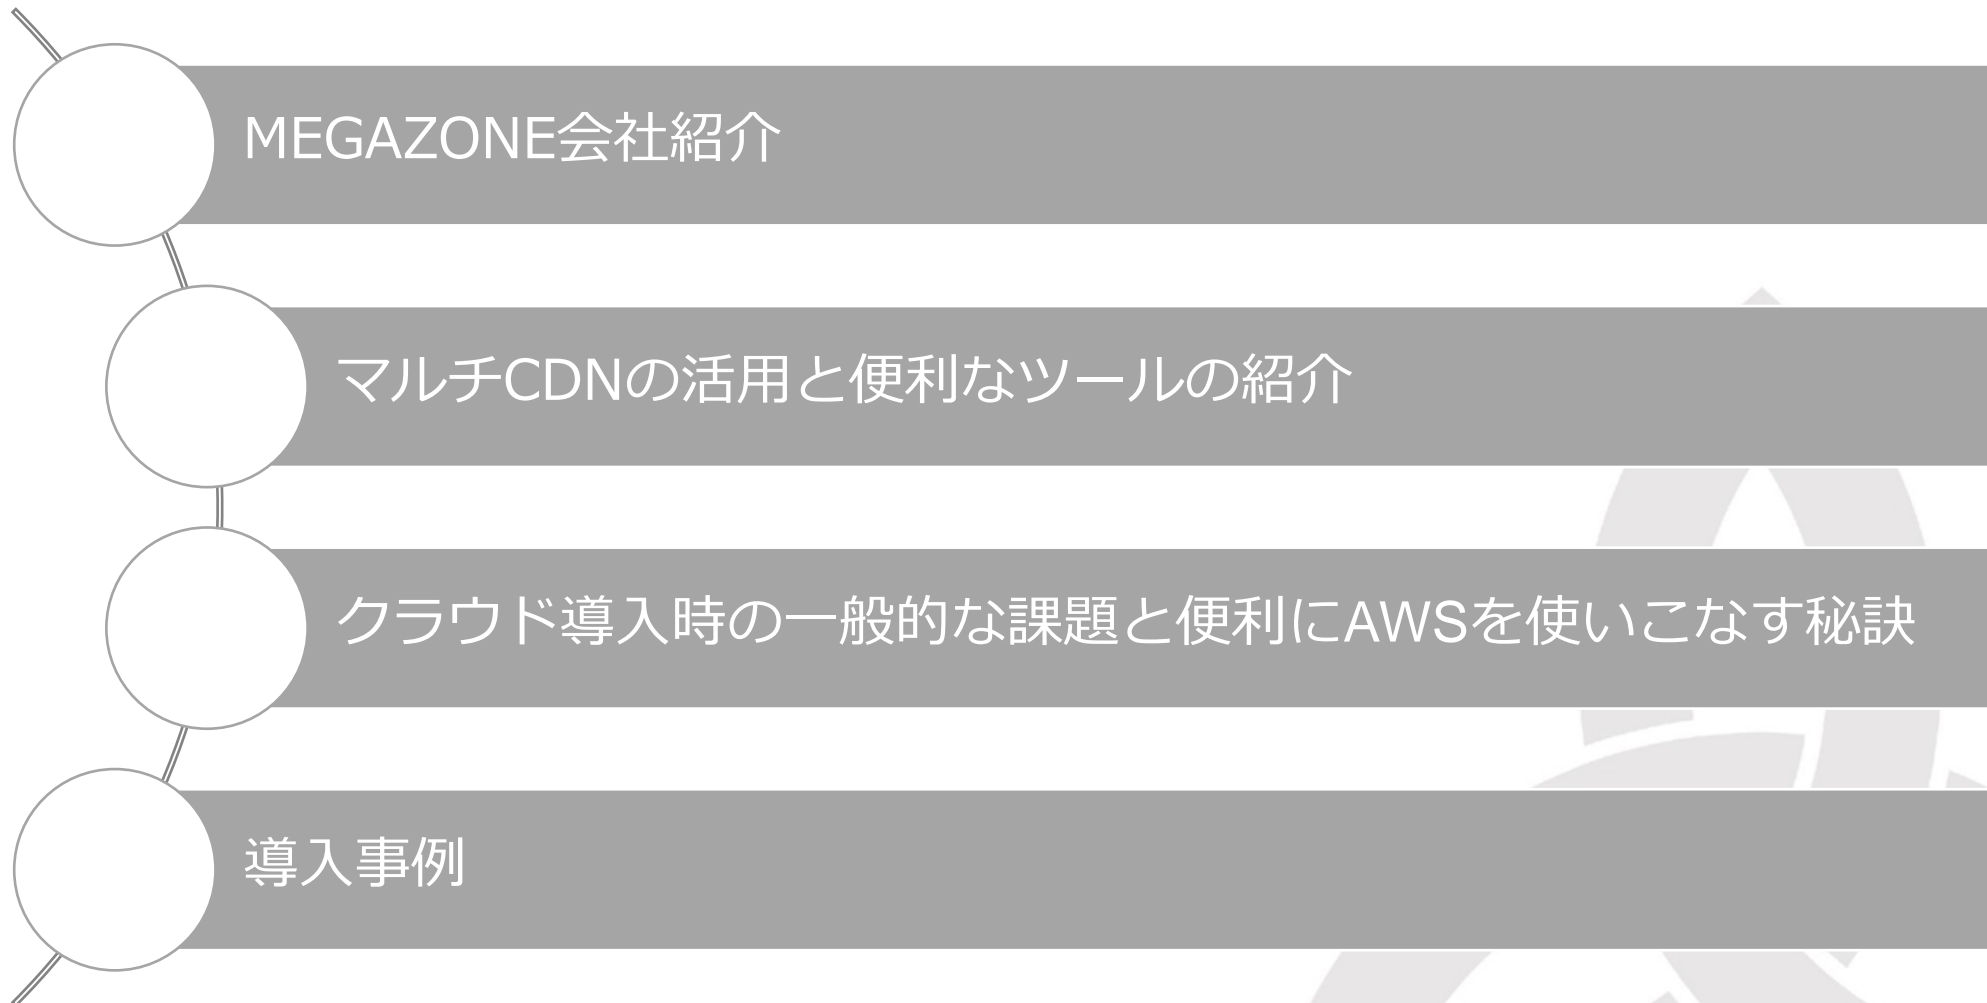 MEGAZONE会社紹介
マルチCDNの活用と便利なツールの紹介
クラウド導入時の一般的な課題と便利にAWSを使いこなす秘訣
導入事例